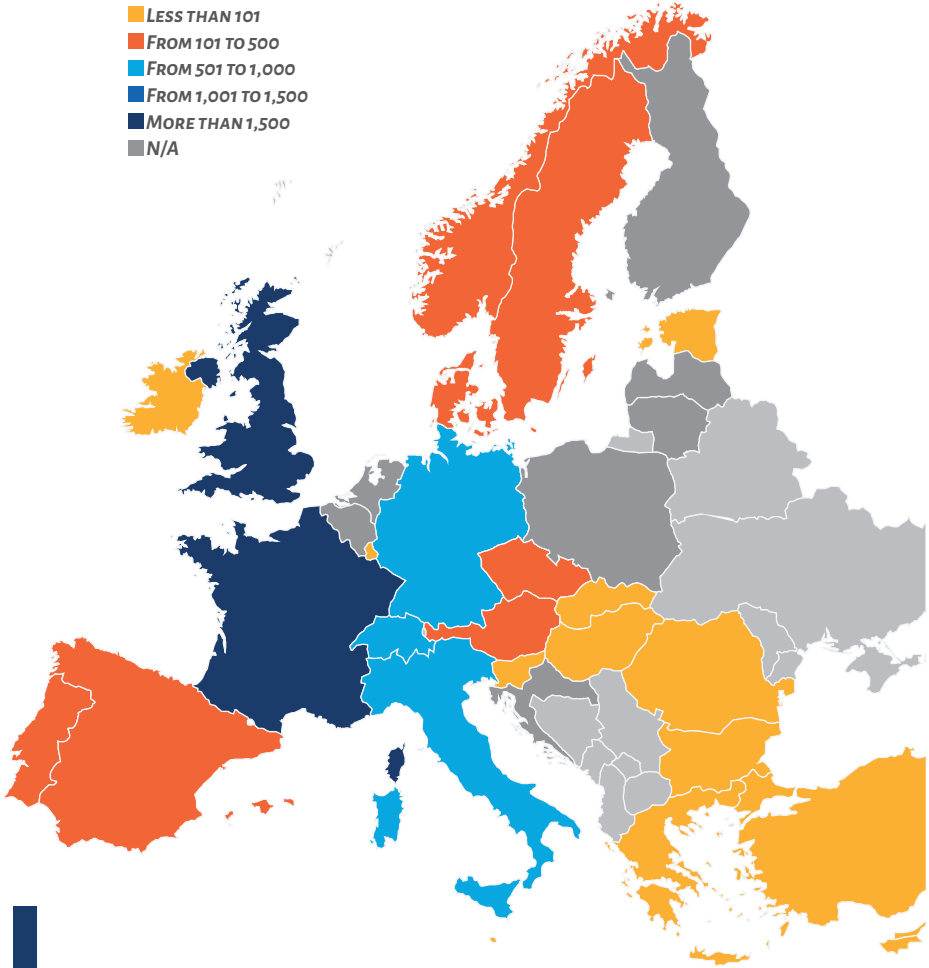 Less than 101
From 101 to 500
From 501 to 1,000
From 1,001 to 1,500
More than 1,500
N/A